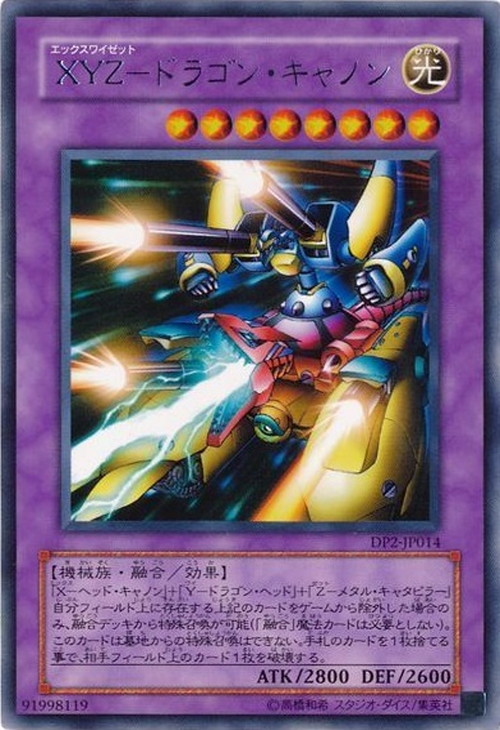 エックスワイゼット
XYZ－ドラゴン・キャノン
ひかり
光
DP2-JP014
【機械族・融合／効果】
「X－ヘッド・キャノン」+「Y－ドラゴン・ヘッド」+「Z－メタル・キャタピラー」
自分フィールド上に存在する上記のカードをゲームから除外した場合の
み、融合デッキから特殊召喚が可能(「融合」魔法カードは必要としない)。
このカードは墓地からの特殊召喚はできない。手札のカードを1枚捨てる
事で、相手フィールド上のカード1枚を破壊する。
ATK/2800 DEF/2600
91998119
©高橋和希 スタジオ・ダイス/集英社